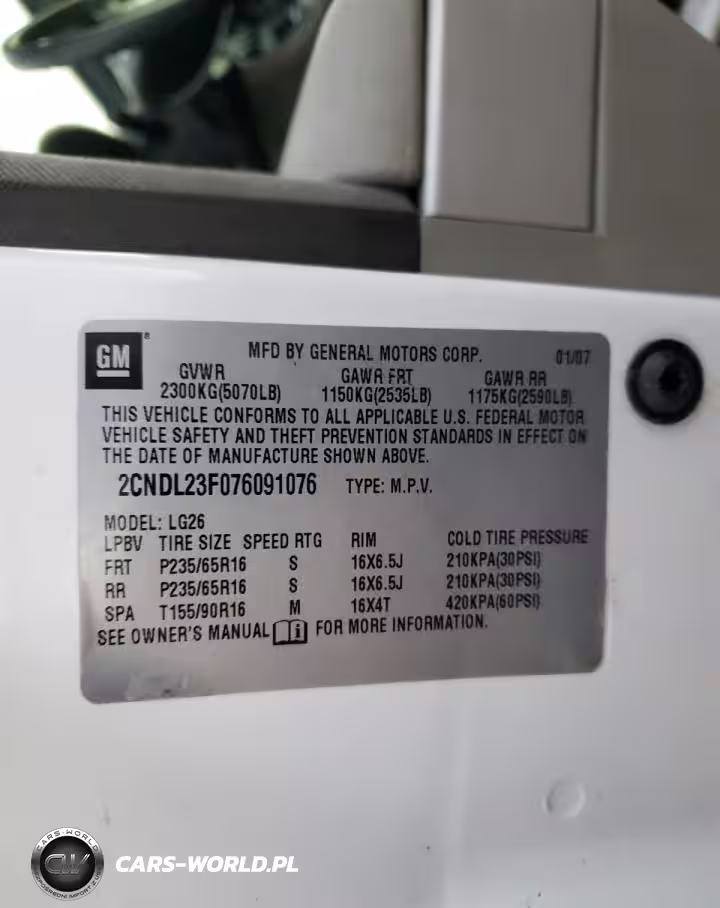 GM®
MFD BY GENERAL MOTORS CORP. 01/07
GVWR GAWR FRT GAWR RR
2300KG(5070LB) 1150KG(2535LB) 1175KG(2590LB)
THIS VEHICLE CONFORMS TO ALL APPLICABLE U.S. FEDERAL MOTOR
VEHICLE SAFETY AND THEFT PREVENTION STANDARDS IN EFFECT ON
THE DATE OF MANUFACTURE SHOWN ABOVE.
2CNDL23F076091076 TYPE: M.P.V.
MODEL: LG26
LPBV TIRE SIZE SPEED RTG RIM COLD TIRE PRESSURE
FRT P235/65R16 S 16X6.5J 210KPA(30PSI)
RR P235/65R16 S 16X6.5J 210KPA(30PSI)
SPA T155/90R16 M 16X4T 420KPA(60PSI)
SEE OWNER'S MANUAL FOR MORE INFORMATION.
CARS-WORLD
CW
CARS-WORLD.PL